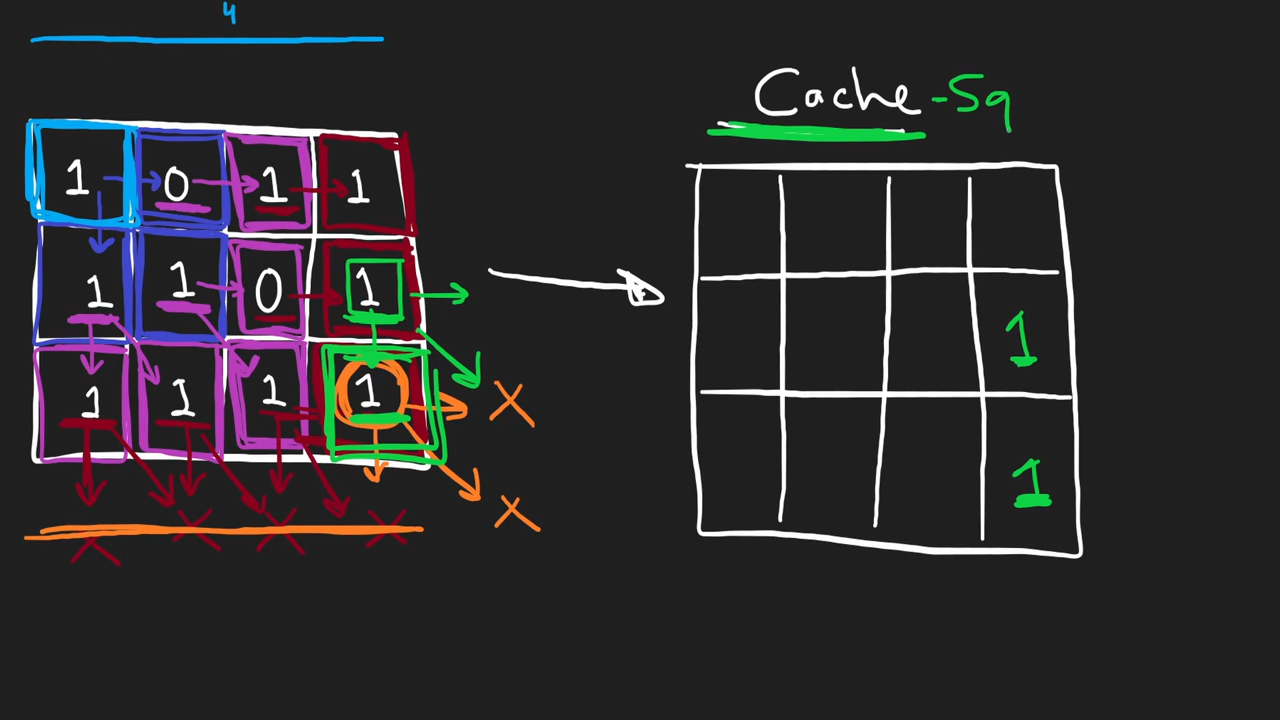 4
Cache - Sq
1 0 1 1
1 1 0 1
1 1 1 1
1
1
X
X
X X X X